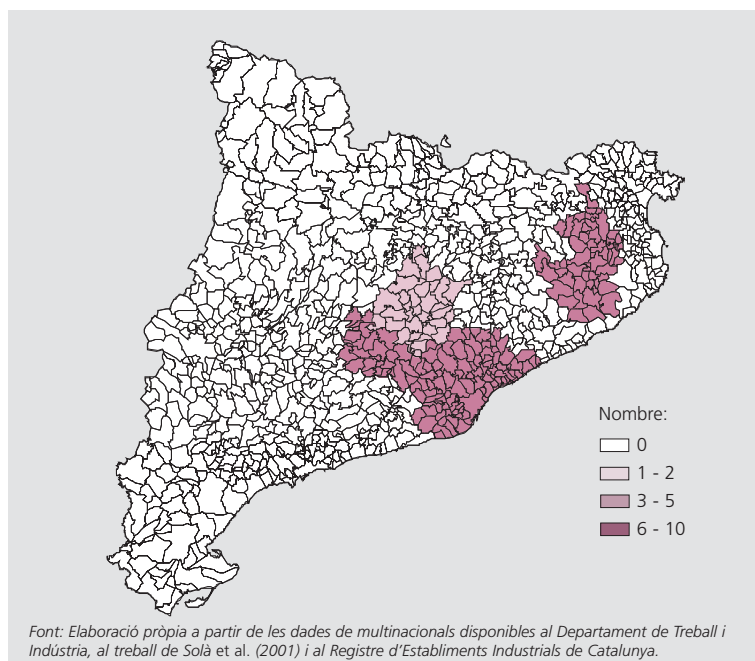 Nombre:
0
1 - 2
3 - 5
6 - 10
Font: Elaboració pròpia a partir de les dades de multinacionals disponibles al Departament de Treball i
Indústria, al treball de Solà et al. (2001) i al Registre d'Establiments Industrials de Catalunya.